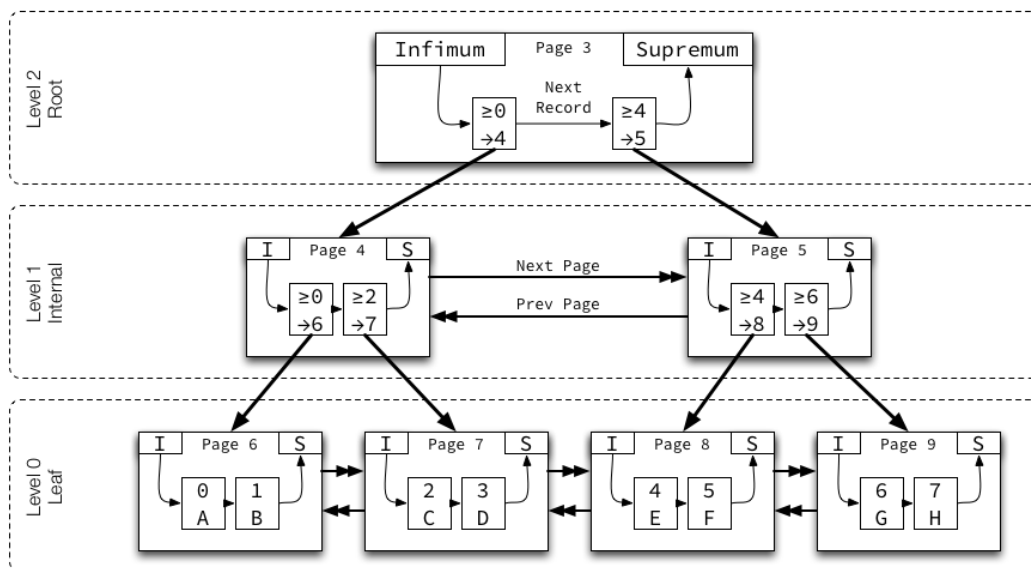 Level 2
Root
Infimum
Page 3
Supremum
Next
Record
≥0
→4
≥4
→5
Level 1
Internal
I
Page 4
S
≥0
→6
≥2
→7
Next Page
Prev Page
I
Page 5
S
≥4
→8
≥6
→9
Level 0
Leaf
I
Page 6
S
0
A
1
B
I
Page 7
S
2
C
3
D
I
Page 8
S
4
E
5
F
I
Page 9
S
6
G
7
H